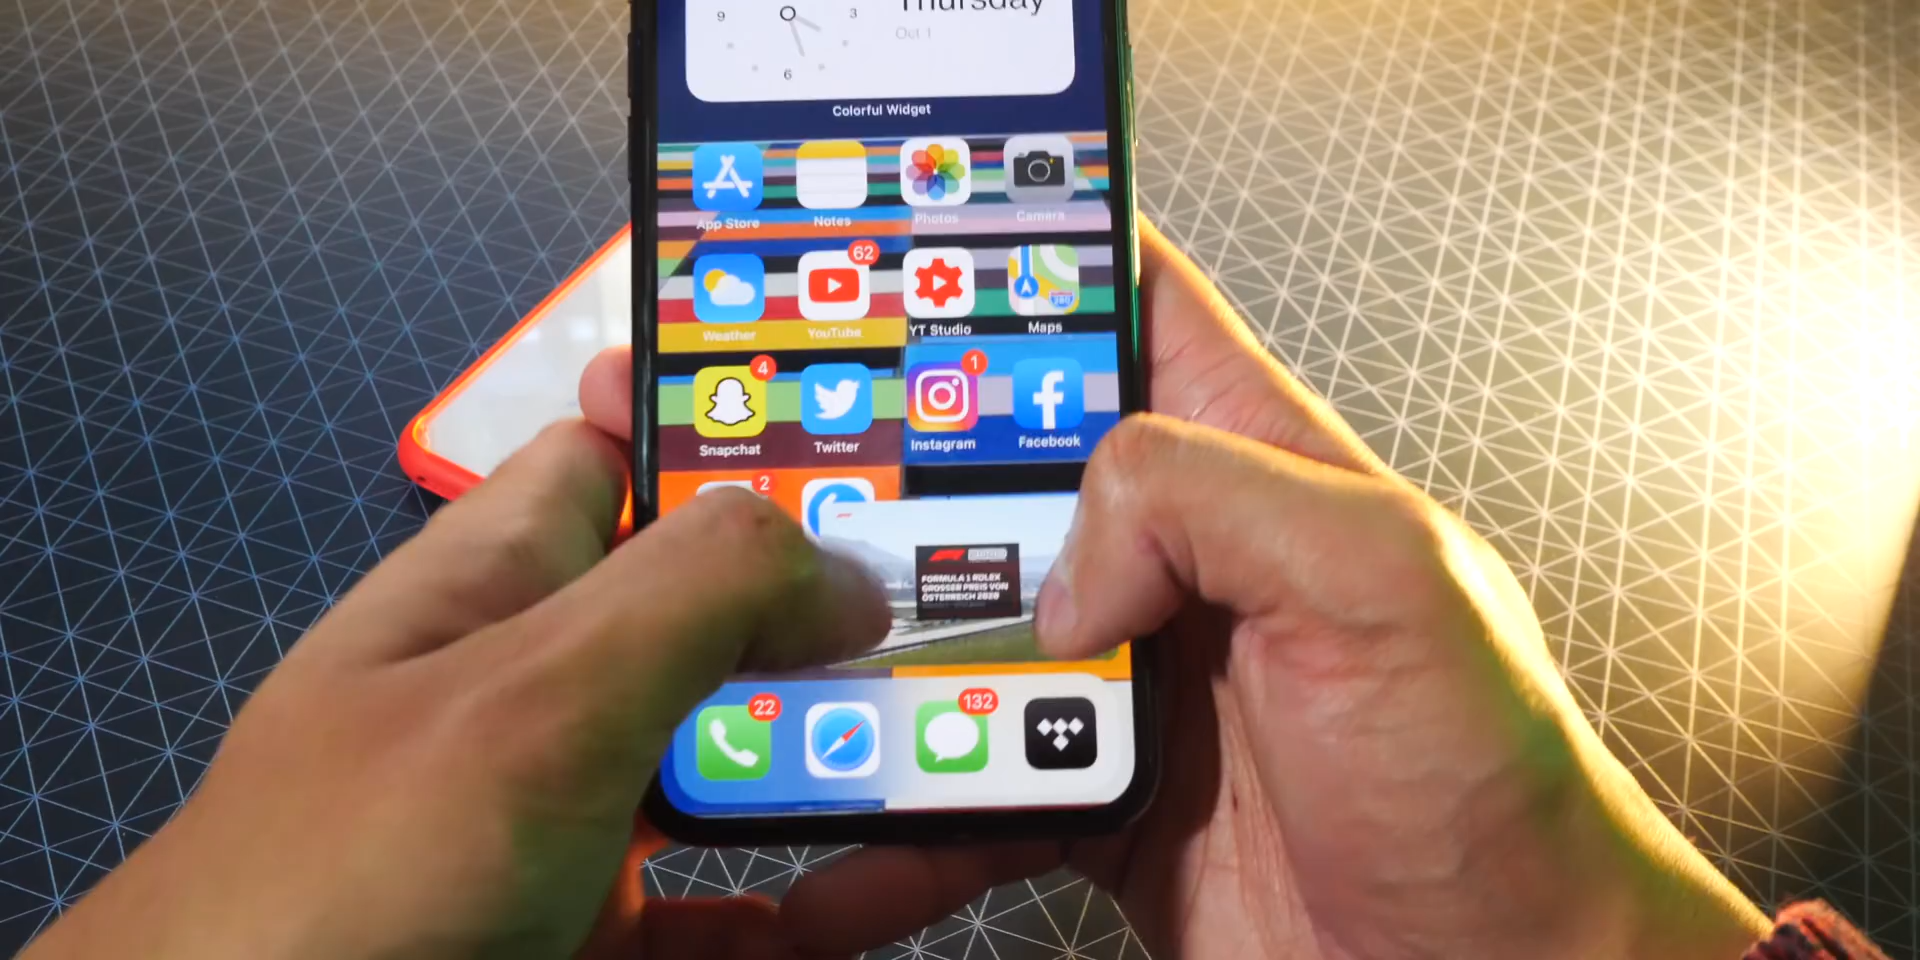 9
3
Thursday
Oct 1
6
Colorful Widget
App Store
Notes
Photos
Camera
62
Weather
YouTube
YT Studio
Maps
280
4
1
Snapchat
Twitter
Instagram
Facebook
2
FORMULA 1 ROLEX
GROSSER PREIS VON
ÖSTERREICH 2020
22
132